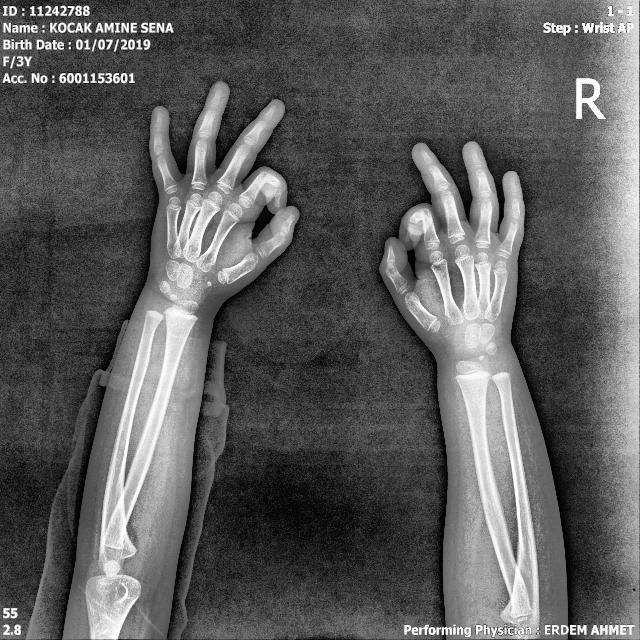 ID : 11242788
Name : KOCAK AMINE SENA
Birth Date : 01/07/2019
F/3Y
Acc. No : 6001153601
1 - 1
Step : Wrist AP
R
55
2.8
Performing Physician : ERDEM AHMET